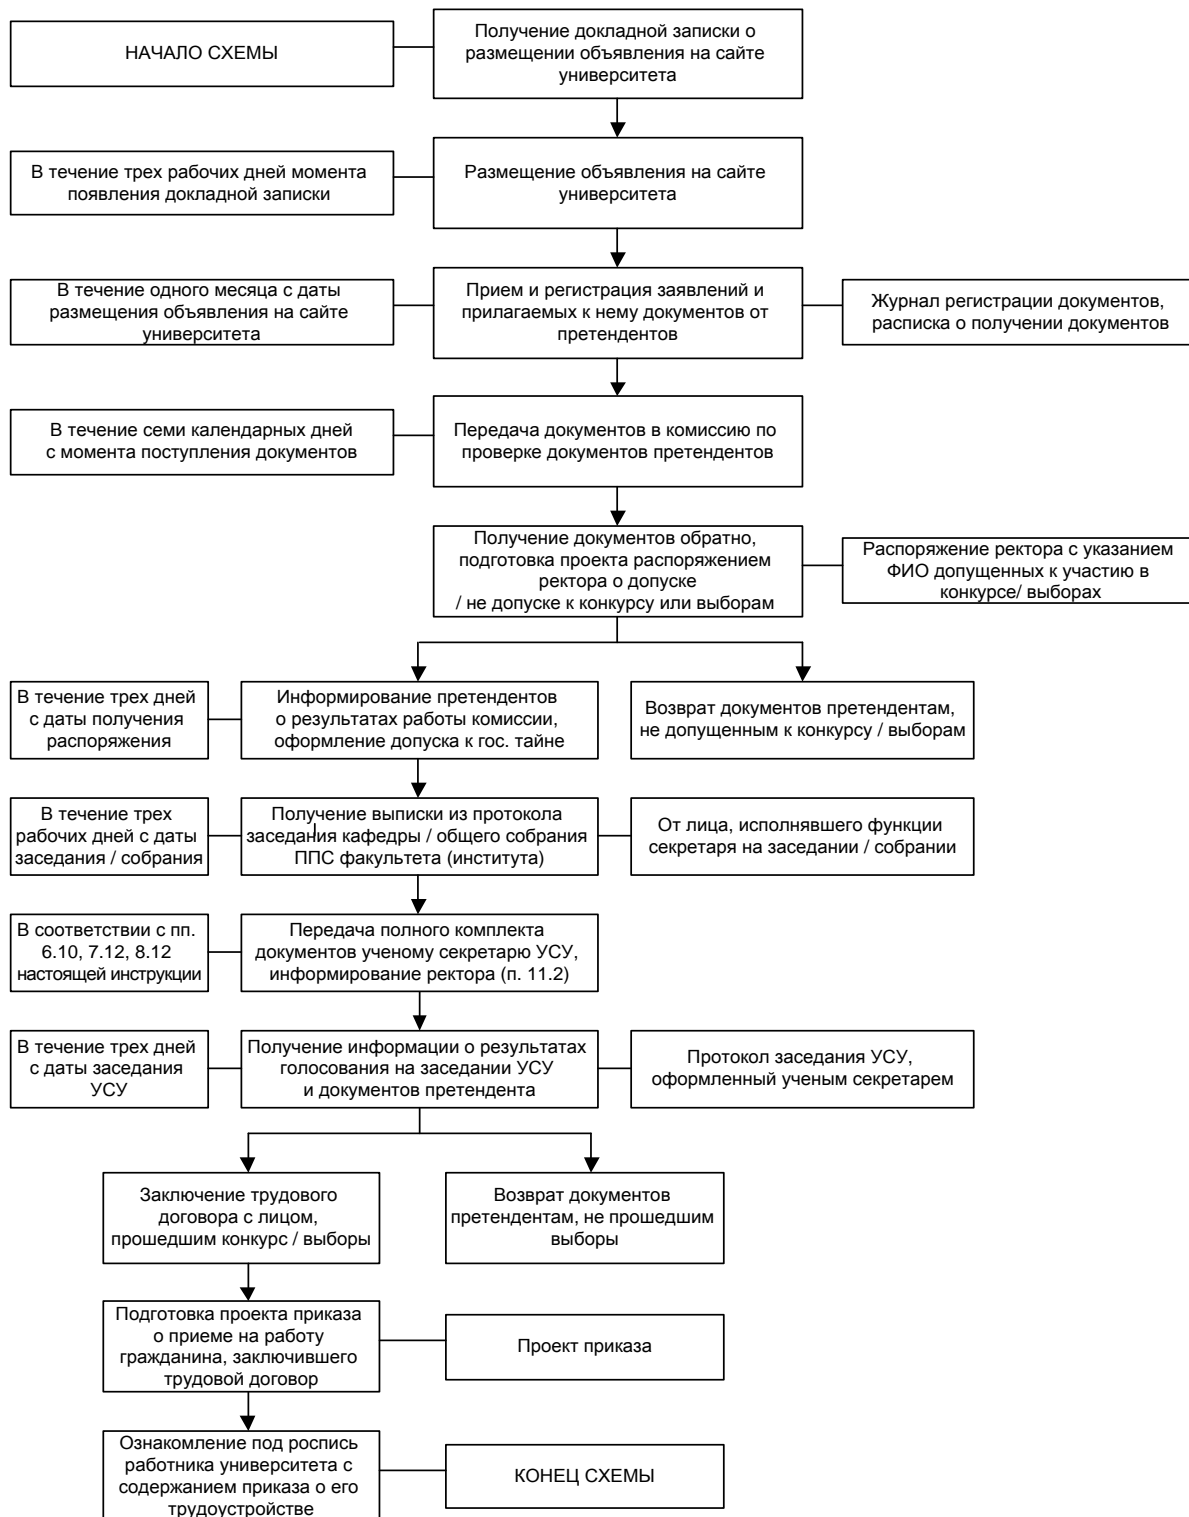 НАЧАЛО СХЕМЫ
Получение докладной записки о
размещении объявления на сайте
университета
В течение трех рабочих дней момента
появления докладной записки
Размещение объявления на сайте
университета
В течение одного месяца с даты
размещения объявления на сайте
университета
Прием и регистрация заявлений и
прилагаемых к нему документов от
претендентов
Журнал регистрации документов,
расписка о получении документов
В течение семи календарных дней
с момента поступления документов
Передача документов в комиссию по
проверке документов претендентов
Получение документов обратно,
подготовка проекта распоряжением
ректора о допуске
/ не допуске к конкурсу или выборам
Распоряжение ректора с указанием
ФИО допущенных к участию в
конкурсе/ выборах
В течение трех дней
с даты получения
распоряжения
Информирование претендентов
о результатах работы комиссии,
оформление допуска к гос. тайне
Возврат документов претендентам,
не допущенным к конкурсу / выборам
В течение трех
рабочих дней с даты
заседания / собрания
Получение выписки из протокола
заседания кафедры / общего собрания
ППС факультета (института)
От лица, исполнявшего функции
секретаря на заседании / собрании
В соответствии с пп.
6.10, 7.12, 8.12
настоящей инструкции
Передача полного комплекта
документов ученому секретарю УСУ,
информирование ректора (п. 11.2)
В течение трех дней
с даты заседания
УСУ
Получение информации о результатах
голосования на заседании УСУ
и документов претендента
Протокол заседания УСУ,
оформленный ученым секретарем
Заключение трудового
договора с лицом,
прошедшим конкурс / выборы
Возврат документов
претендентам, не прошедшим
выборы
Подготовка проекта приказа
о приеме на работу
гражданина, заключившего
трудовой договор
Проект приказа
Ознакомление под роспись
работника университета с
содержанием приказа о его
трудоустройстве
КОНЕЦ СХЕМЫ